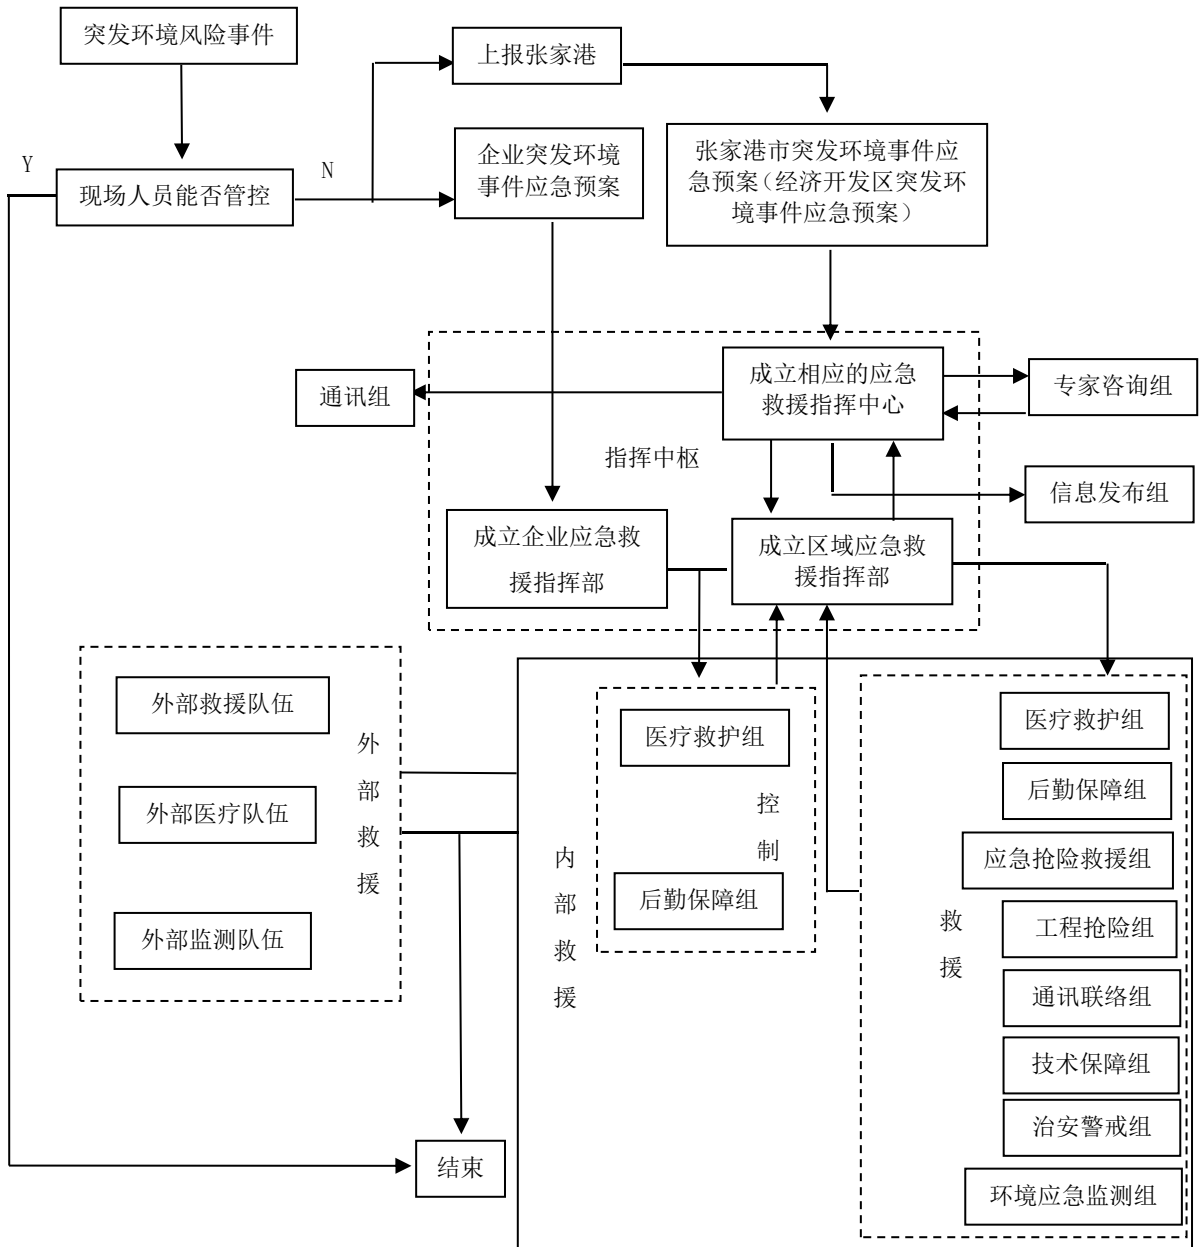 突发环境风险事件
上报张家港
企业突发环境
事件应急预案
张家港市突发环境事件应
急预案（经济开发区突发环
境事件应急预案）
Y
现场人员能否管控
N
通讯组
成立相应的应急
救援指挥中心
专家咨询组
指挥中枢
信息发布组
成立企业应急救
援指挥部
成立区域应急救
援指挥部
外部救援队伍
外部医疗队伍
外部监测队伍
外
部
救
援
内
部
救
援
医疗救护组
控
制
后勤保障组
救
援
医疗救护组
后勤保障组
应急抢险救援组
工程抢险组
通讯联络组
技术保障组
治安警戒组
环境应急监测组
结束